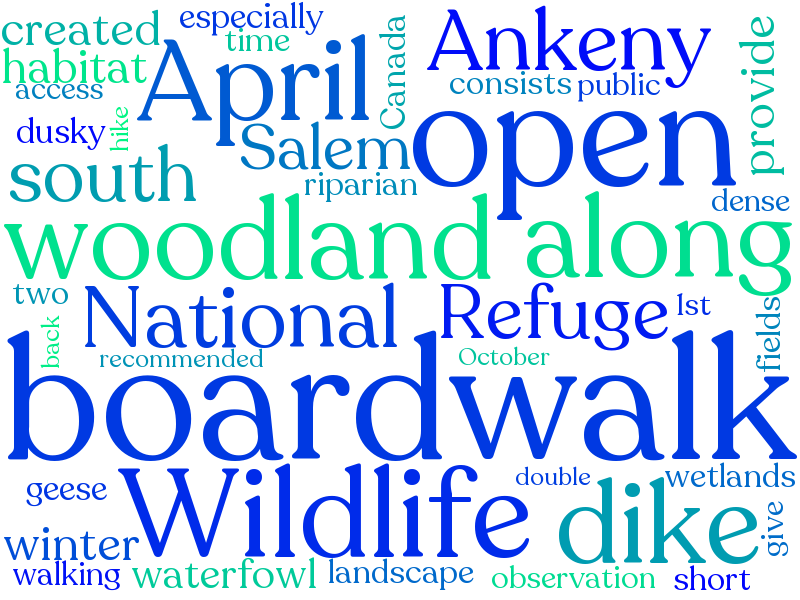 created
especially
time
Canada
Ankeny
provide
habitat
April
consists
public
access
hike
dusky
Salem
open
south
riparian
dense
woodland
along
two
National
Refuge
1st
fields
back
recommended
October
boardwalk
geese
Wildlife
double
wetlands
dike
give
winter
walking
waterfowl
landscape
observation
short